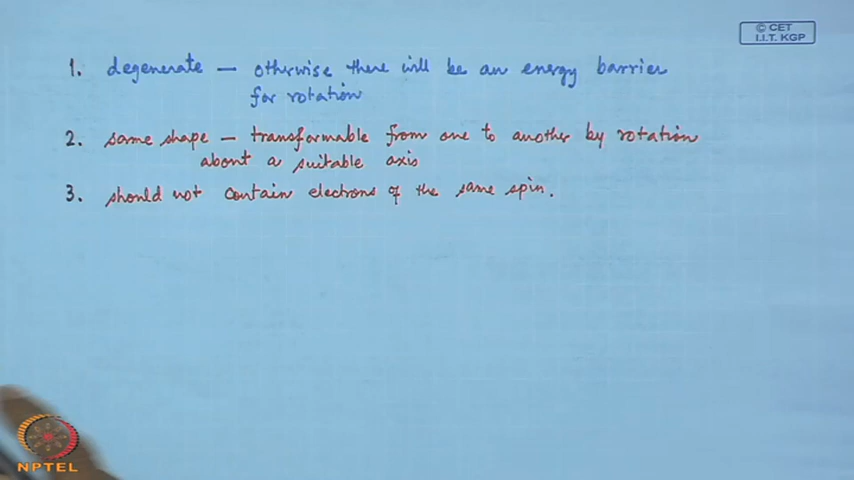 © CET
I.I.T. KGP
1. degenerate — otherwise there will be an energy barrier
for rotation
2. same shape — transformable from one to another by rotation
about a suitable axis
3. should not contain electrons of the same spin.
NPTEL